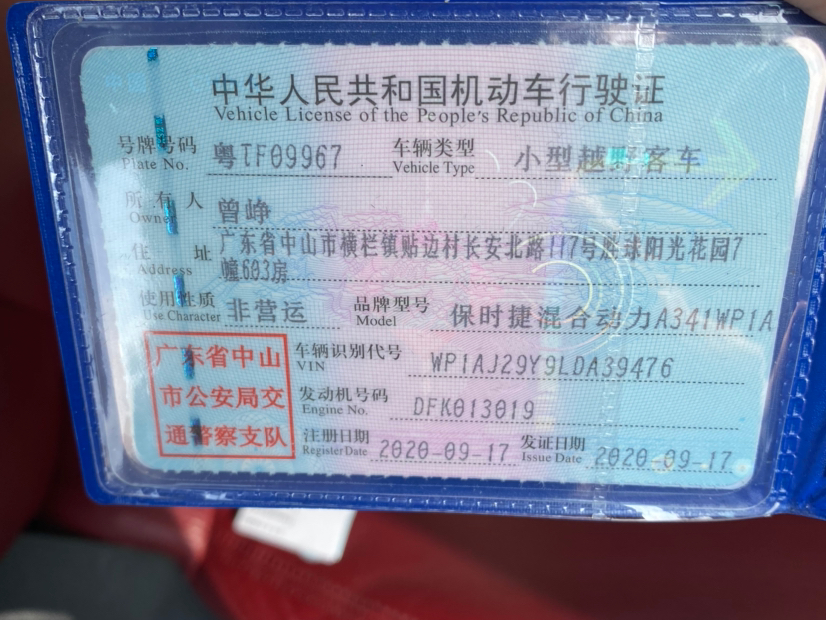 中华人民共和国机动车行驶证
Vehicle License of the People's Republic of China
号牌号码 粤TF09967 车辆类型 小型越野客车
Plate No. Vehicle Type
所有人 曾峥
Owner
住址 广东省中山市横栏镇贴边村长安北路117号胜球阳光花园7
Address 幢603房
使用性质 非营运 品牌型号 保时捷混合动力A341WP1A
Use Character Model
广东省中山 车辆识别代号 WP1AJ29Y9LDA39476
VIN
市公安局交 发动机号码 DFK013019
Engine No.
通警察支队 注册日期 2020-09-17 发证日期 2020-09-17
Register Date Issue Date